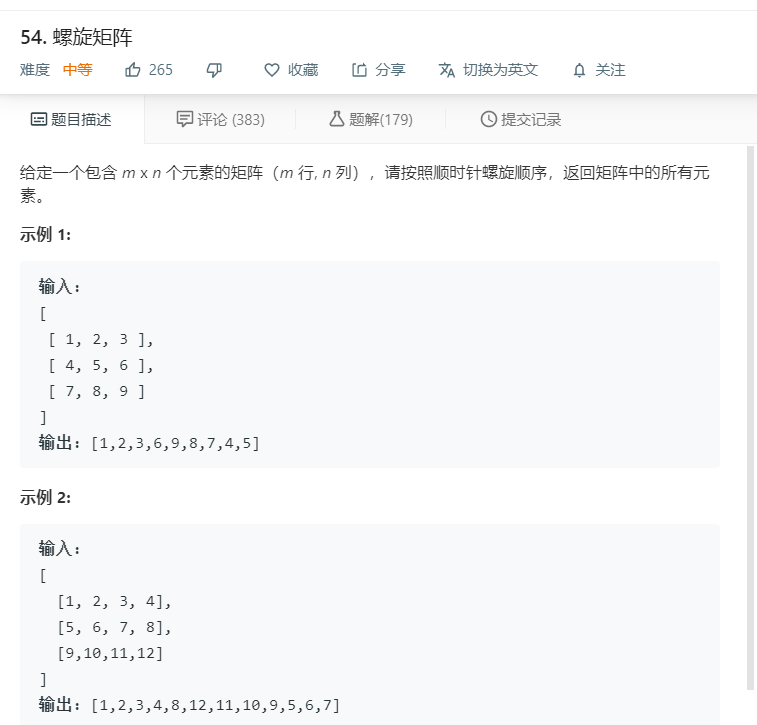 54. 螺旋矩阵
难度 中等 265 收藏 分享 切换为英文 关注
题目描述 评论 (383) 题解(179) 提交记录
给定一个包含 m x n 个元素的矩阵（m 行, n 列），请按照顺时针螺旋顺序，返回矩阵中的所有元
素。
示例 1:
输入:
[
[ 1, 2, 3 ],
[ 4, 5, 6 ],
[ 7, 8, 9 ]
]
输出: [1,2,3,6,9,8,7,4,5]
示例 2:
输入:
[
[1, 2, 3, 4],
[5, 6, 7, 8],
[9,10,11,12]
]
输出: [1,2,3,4,8,12,11,10,9,5,6,7]